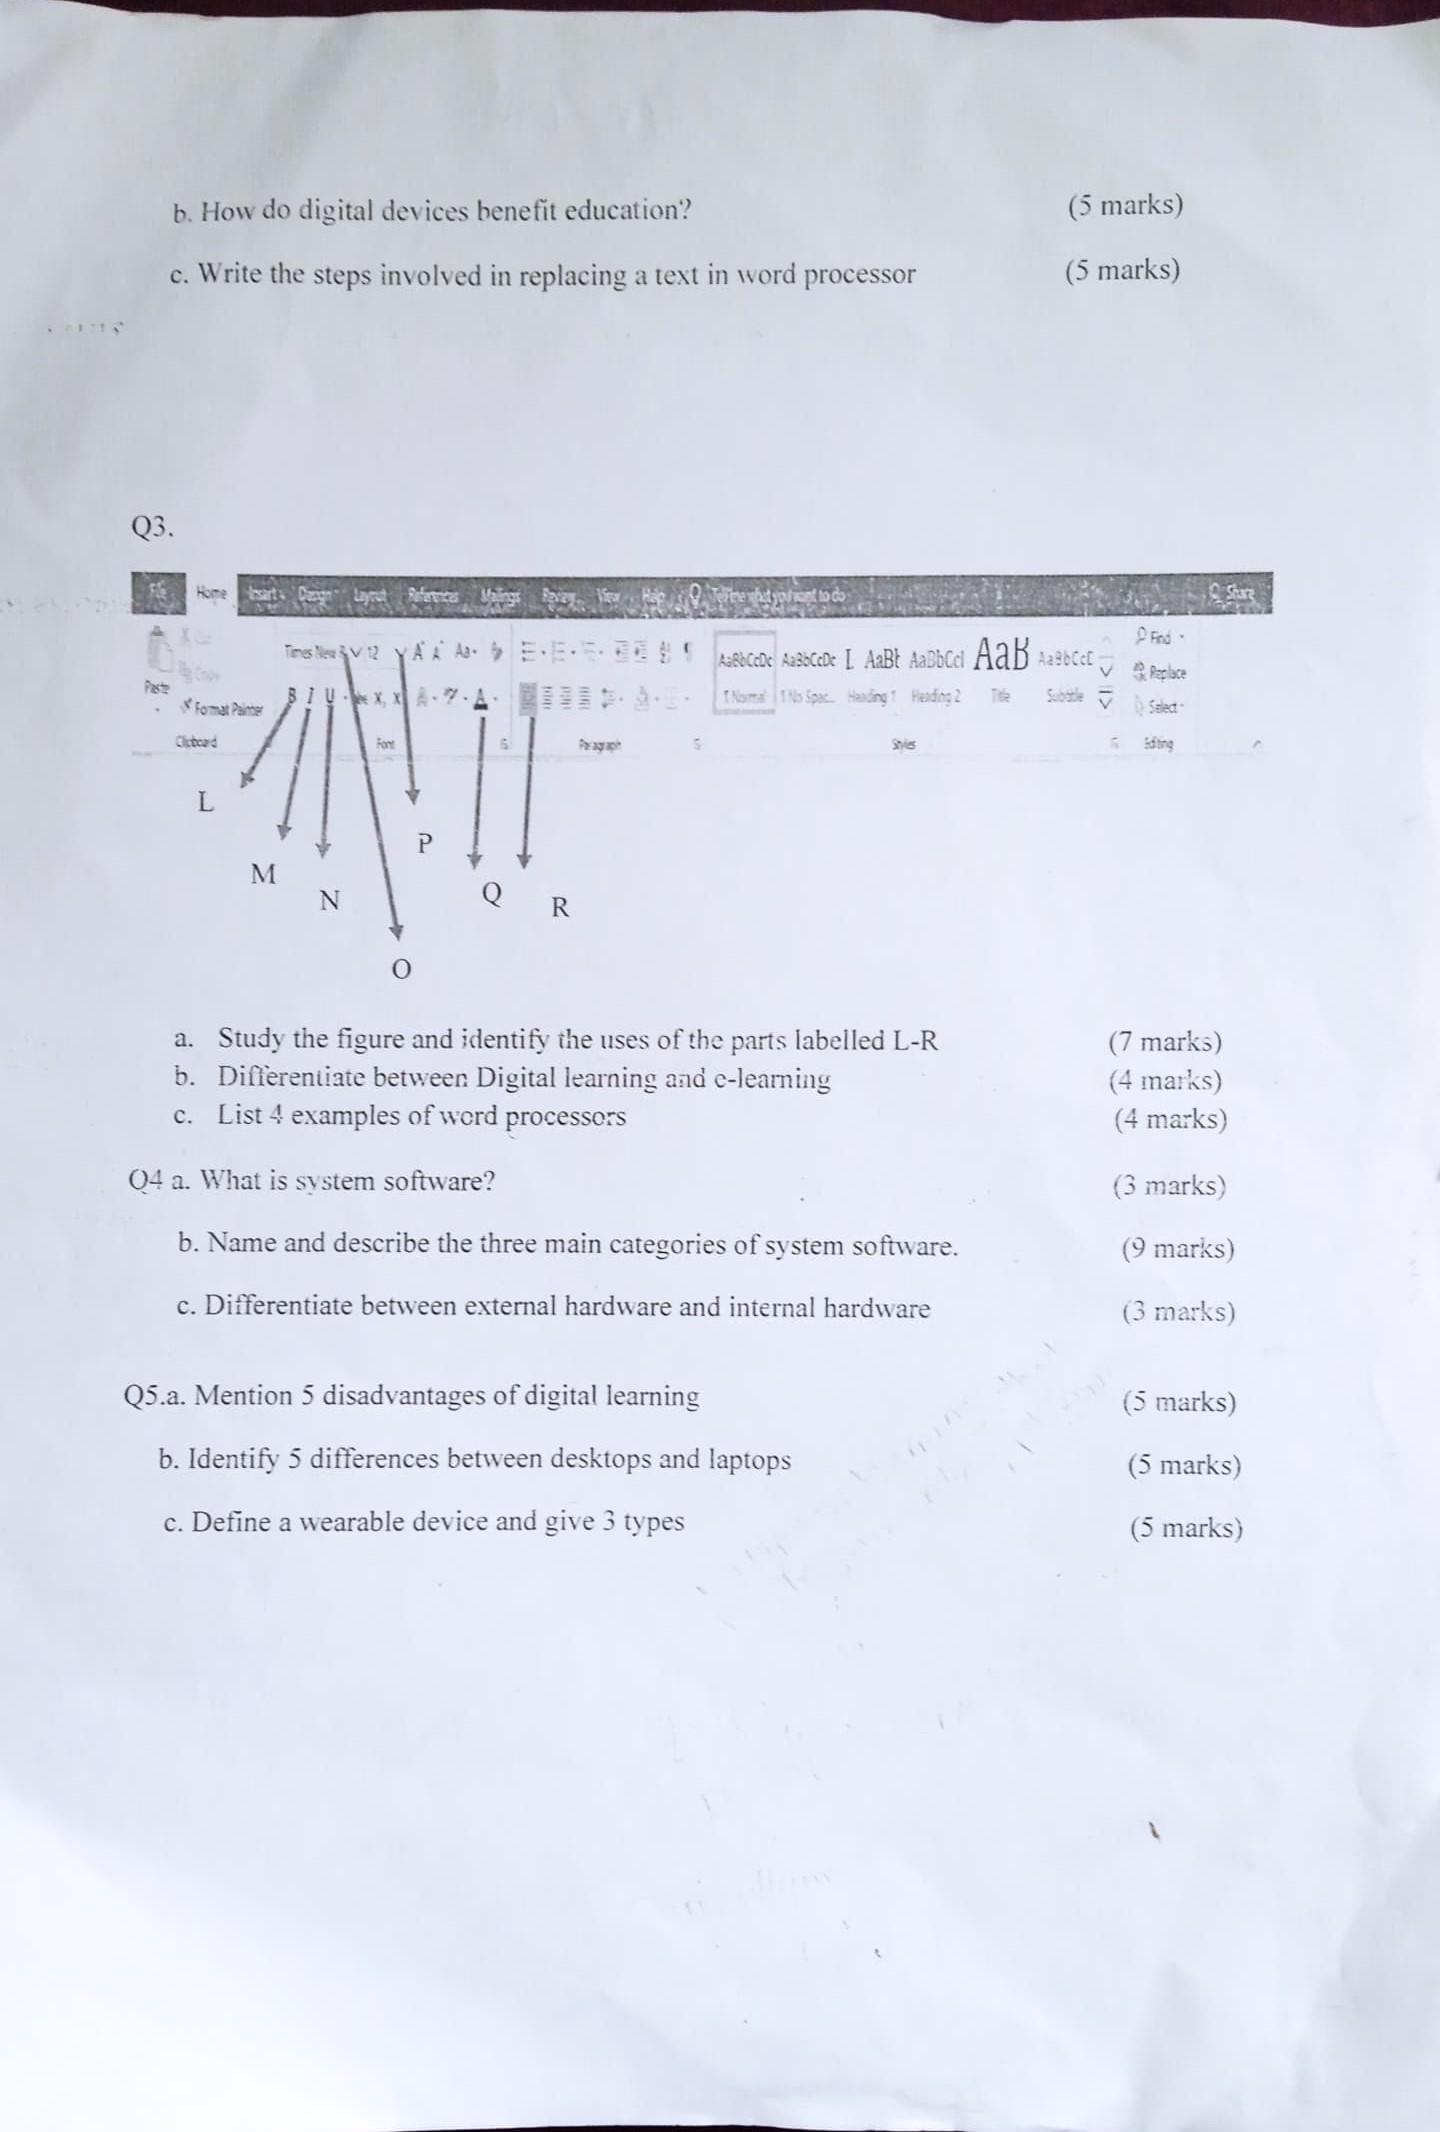 b. How do digital devices benefit education? (5 marks)
c. Write the steps involved in replacing a text in word processor (5 marks)
Q3.
File Home Insert Design Layout References Mailings Review View Help Tell me what you want to do Share
Times New 12 A A Aa AaBbCcDc AaBbCcDc AaBt AaBbCcl AaB AaBbCcC Find
Cut
Copy
Paste
Format Painter
B I U abc X, X A A ¶ Normal ¶ No Spac... Heading 1 Heading 2 Title Subtitle
Replace
Select
Clipboard Font Paragraph Styles Editing
L
P
M
N
Q
R
O
a. Study the figure and identify the uses of the parts labelled L-R (7 marks)
b. Differentiate between Digital learning and e-learning (4 marks)
c. List 4 examples of word processors (4 marks)
Q4 a. What is system software? (3 marks)
b. Name and describe the three main categories of system software. (9 marks)
c. Differentiate between external hardware and internal hardware (3 marks)
Q5.a. Mention 5 disadvantages of digital learning (5 marks)
b. Identify 5 differences between desktops and laptops (5 marks)
c. Define a wearable device and give 3 types (5 marks)